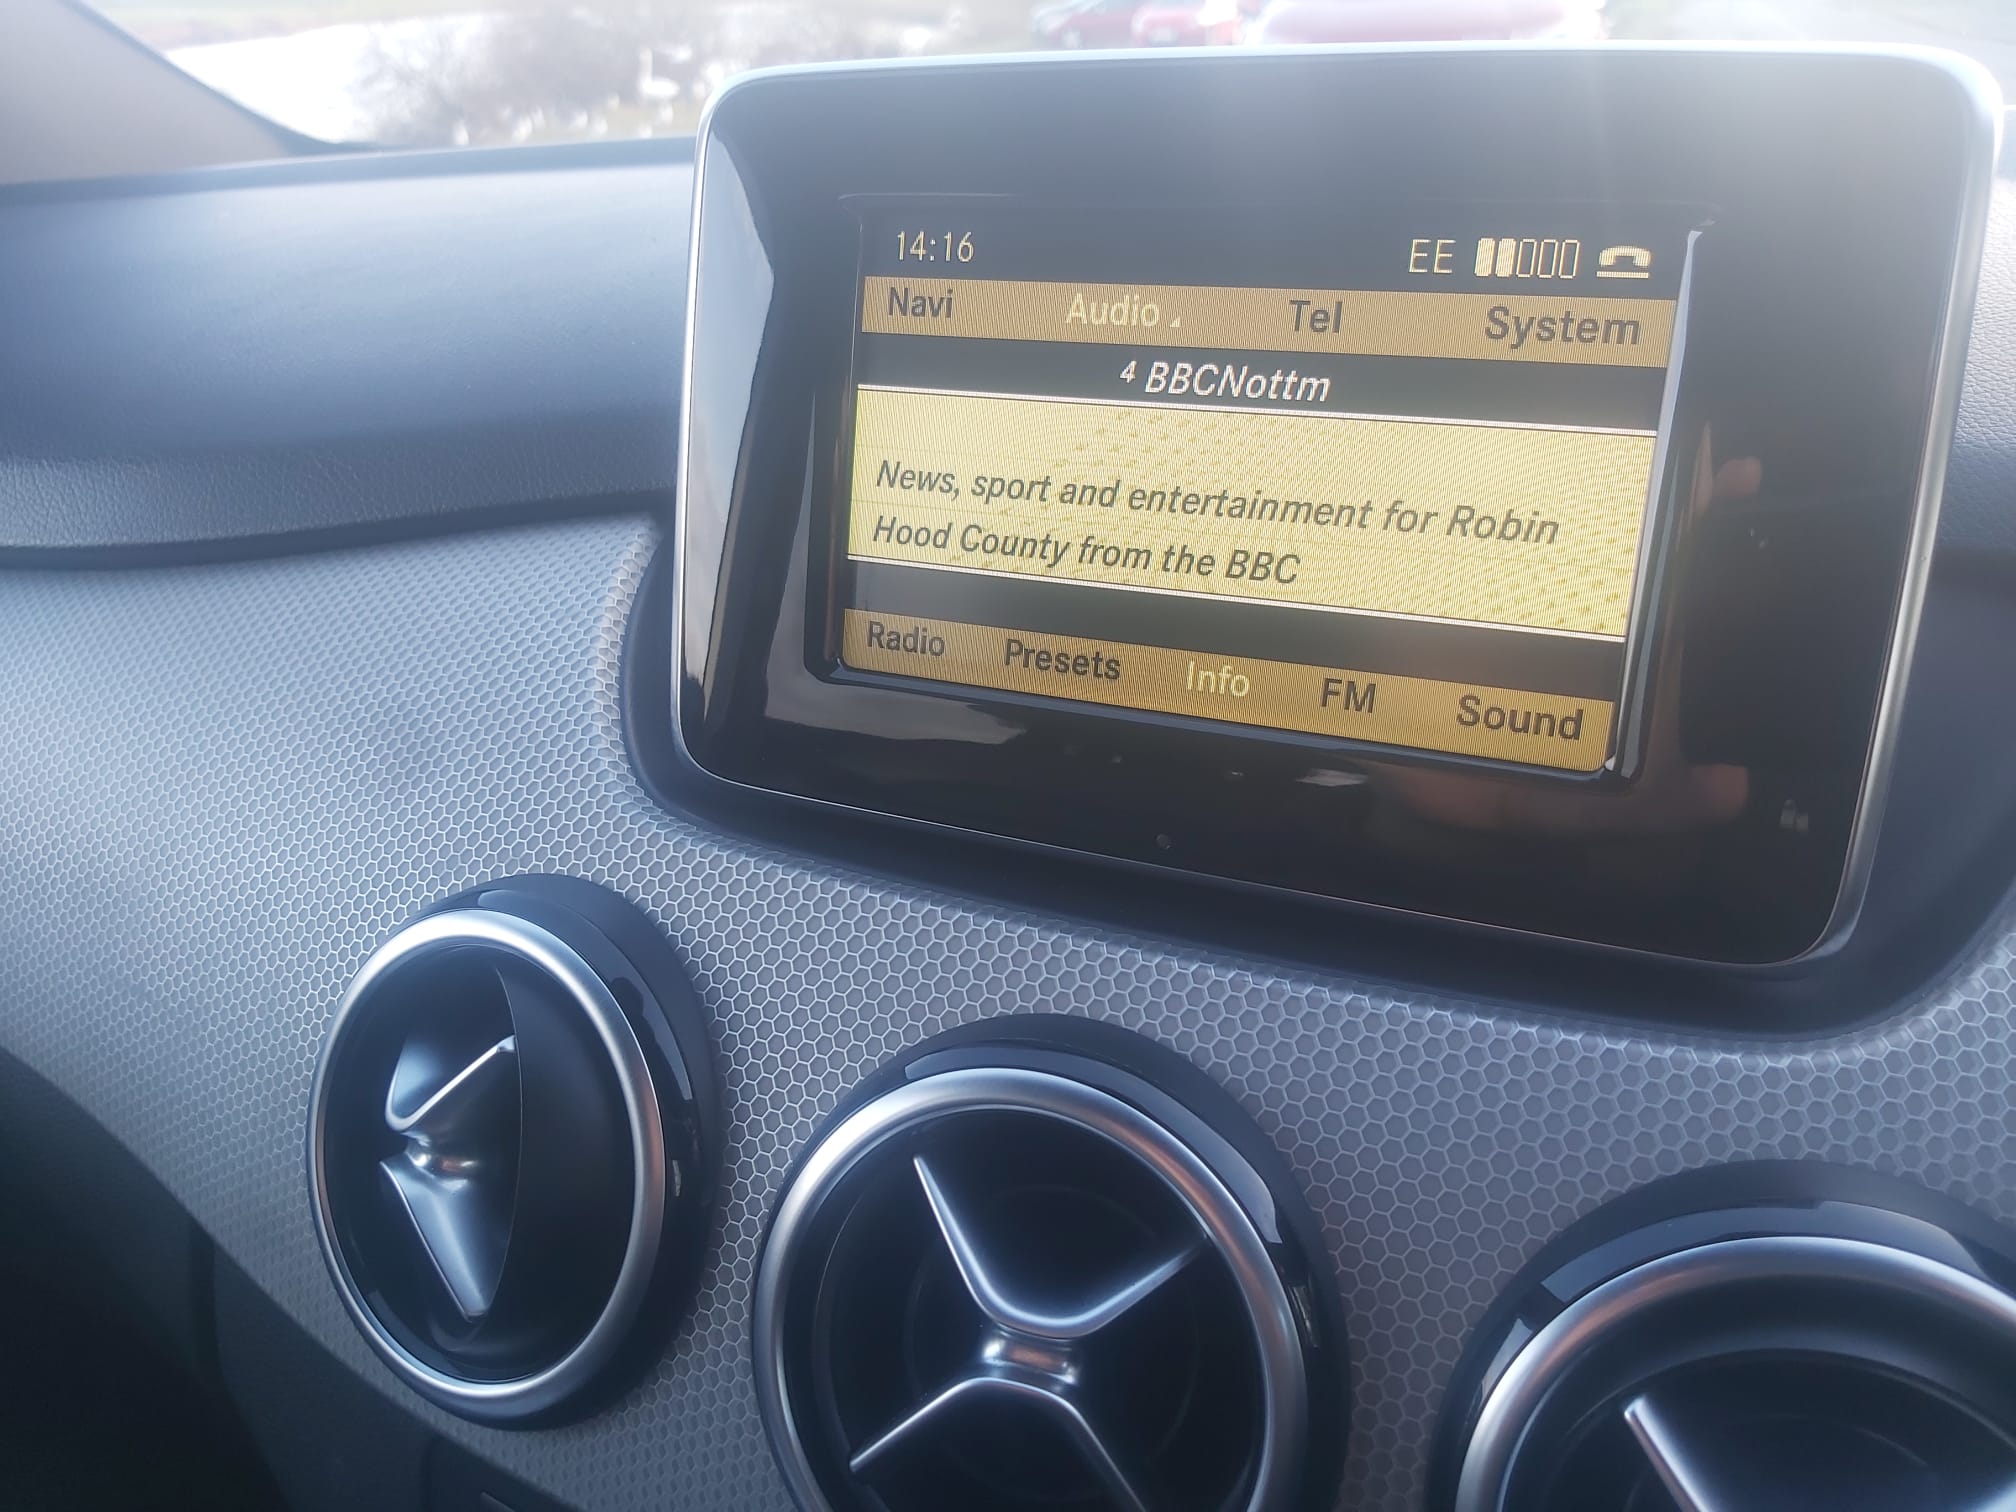 14:16 EE
Navi Audio Tel System
4 BBCNottm
News, sport and entertainment for Robin
Hood County from the BBC
Radio Presets Info FM Sound